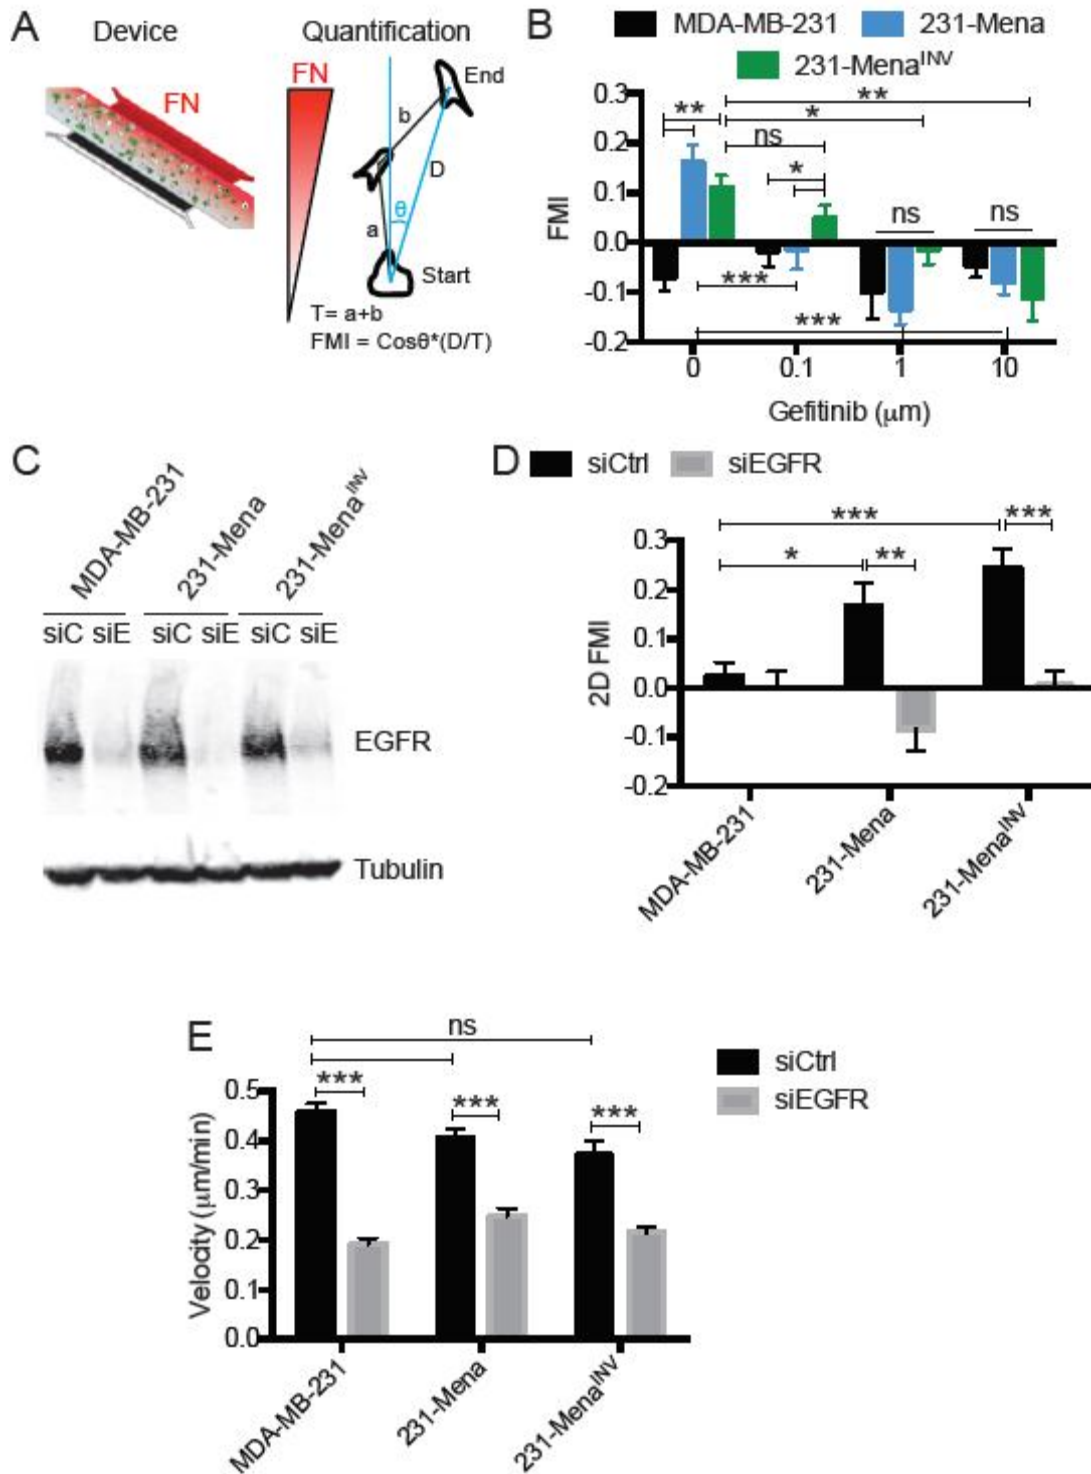 A
Device
Quantification
FN
FN
End
b
D
θ
a
Start
T= a+b
FMI = Cosθ*(D/T)
B
MDA-MB-231
231-Mena
231-Mena^INV
0.3
0.2
0.1
0.0
-0.1
-0.2
FMI
**
**
*
ns
*
ns
ns
***
***
0
0.1
1
10
Gefitinib (μm)
C
MDA-MB-231
231-Mena
231-Mena^INV
siC siE siC siE siC siE
EGFR
Tubulin
D
siCtrl
siEGFR
***
***
*
**
0.3
0.2
0.1
0.0
-0.1
-0.2
2D FMI
MDA-MB-231
231-Mena
231-Mena^INV
E
ns
siCtrl
siEGFR
***
***
***
0.5
0.4
0.3
0.2
0.1
0.0
Velocity (μm/min)
MDA-MB-231
231-Mena
231-Mena^INV